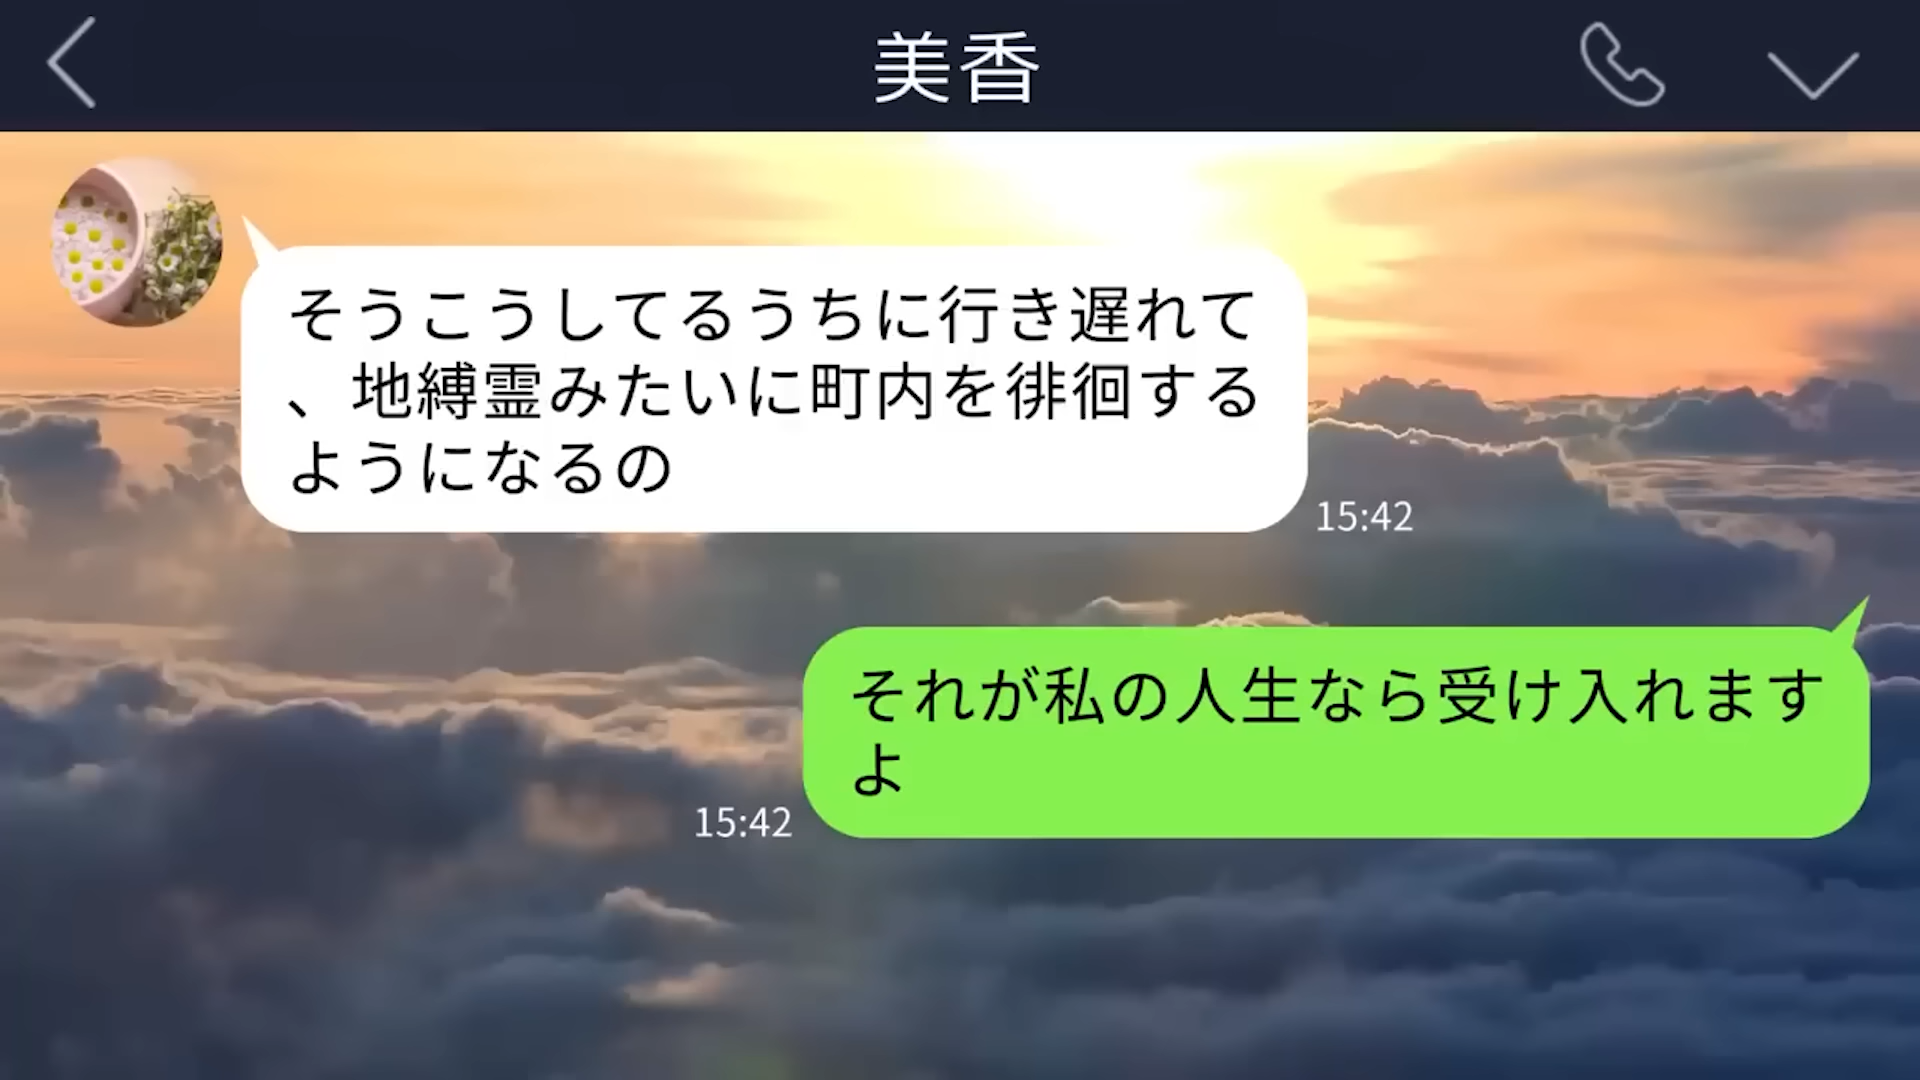 美香
そうこうしてるうちに行き遅れて
、地縛霊みたいに町内を徘徊する
ようになるの
15:42
それが私の人生なら受け入れます
よ
15:42